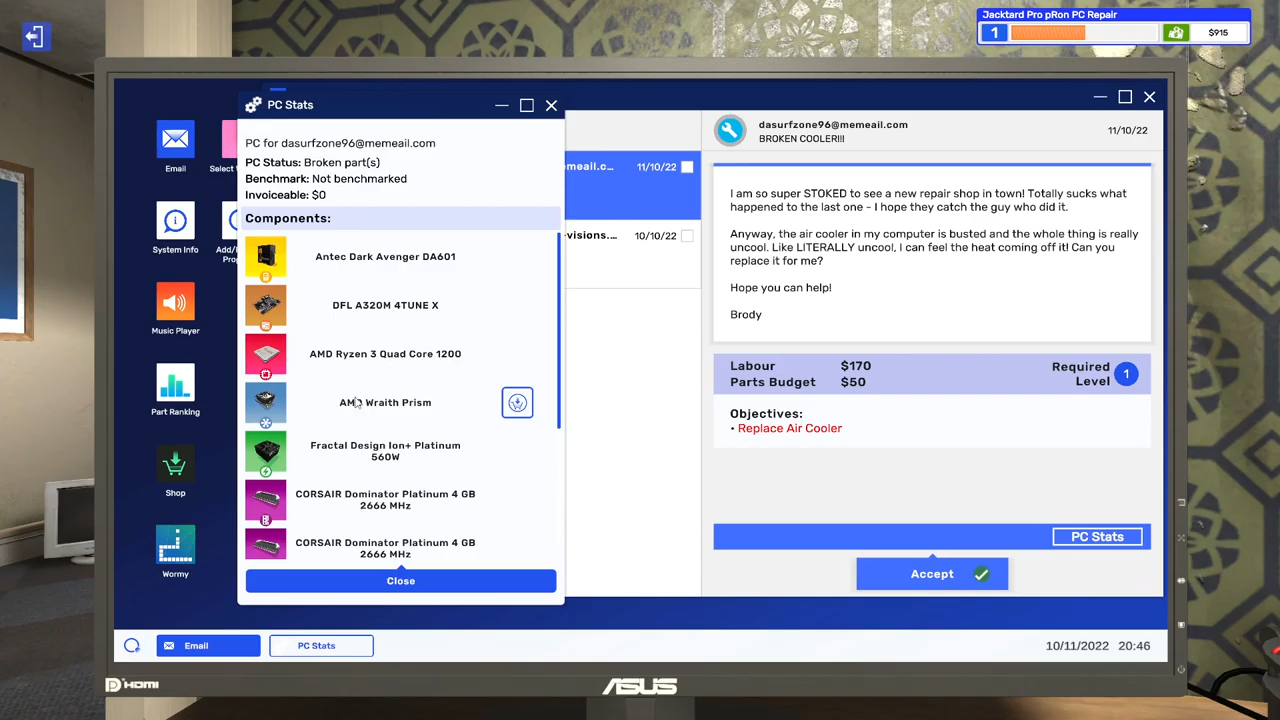 Jacktard Pro pRon PC Repair
1
$915
PC Stats
PC for dasurfzone96@memeail.com
PC Status: Broken part(s)
Benchmark: Not benchmarked
Invoiceable: $0
Components:
Antec Dark Avenger DA601
DFL A320M 4TUNE X
AMD Ryzen 3 Quad Core 1200
AMD Wraith Prism
Fractal Design Ion+ Platinum
560W
CORSAIR Dominator Platinum 4 GB
2666 MHz
CORSAIR Dominator Platinum 4 GB
2666 MHz
Close
Email
Select W
System Info
Add/
Prog
Music Player
Part Ranking
Shop
Wormy
meail.c...
11/10/22
-visions....
10/10/22
dasurfzone96@memeail.com
BROKEN COOLER!!!
11/10/22
I am so super STOKED to see a new repair shop in town! Totally sucks what
happened to the last one - I hope they catch the guy who did it.
Anyway, the air cooler in my computer is busted and the whole thing is really
uncool. Like LITERALLY uncool, I can feel the heat coming off it! Can you
replace it for me?
Hope you can help!
Brody
Labour $170
Parts Budget $50
Required
Level
1
Objectives:
• Replace Air Cooler
PC Stats
Accept
Email
PC Stats
10/11/2022 20:46
HDMI
ASUS